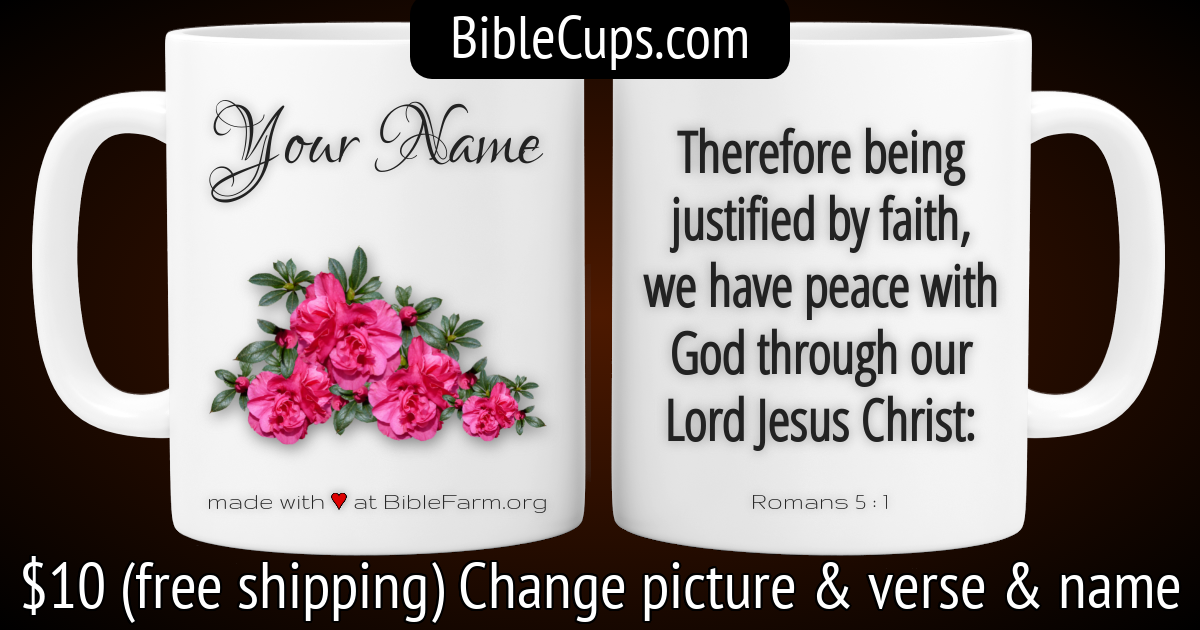 BibleCups.com
Your Name
made with ♥ at BibleFarm.org
Therefore being
justified by faith,
we have peace with
God through our
Lord Jesus Christ:
Romans 5:1
$10 (free shipping) Change picture & verse & name